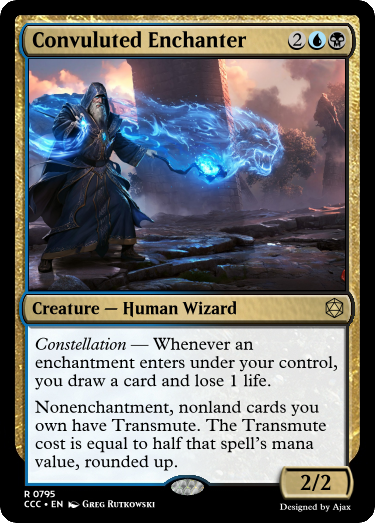 Convuluted Enchanter 2
Creature — Human Wizard
Constellation — Whenever an
enchantment enters under your control,
you draw a card and lose 1 life.
Nonenchantment, nonland cards you
own have Transmute. The Transmute
cost is equal to half that spell's mana
value, rounded up.
2/2
R 0795
CCC • EN Greg Rutkowski
Designed by Ajax